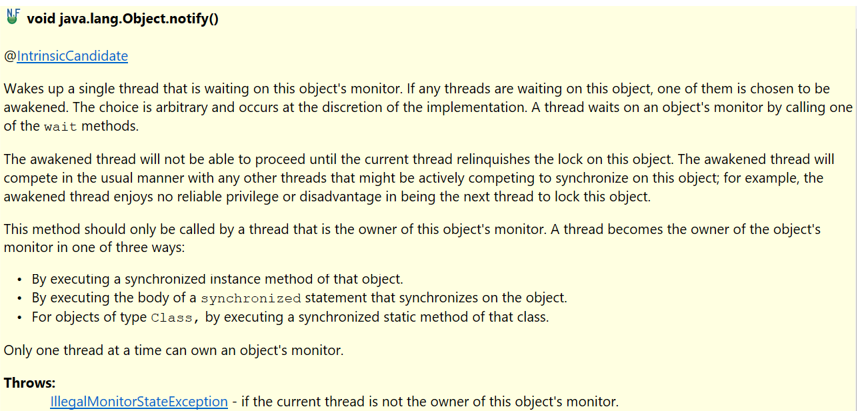 NF void java.lang.Object.notify()
@IntrinsicCandidate
Wakes up a single thread that is waiting on this object's monitor. If any threads are waiting on this object, one of them is chosen to be
awakened. The choice is arbitrary and occurs at the discretion of the implementation. A thread waits on an object's monitor by calling one
of the wait methods.
The awakened thread will not be able to proceed until the current thread relinquishes the lock on this object. The awakened thread will
compete in the usual manner with any other threads that might be actively competing to synchronize on this object; for example, the
awakened thread enjoys no reliable privilege or disadvantage in being the next thread to lock this object.
This method should only be called by a thread that is the owner of this object's monitor. A thread becomes the owner of the object's
monitor in one of three ways:
• By executing a synchronized instance method of that object.
• By executing the body of a synchronized statement that synchronizes on the object.
• For objects of type Class, by executing a synchronized static method of that class.
Only one thread at a time can own an object's monitor.
Throws:
IllegalMonitorStateException - if the current thread is not the owner of this object's monitor.